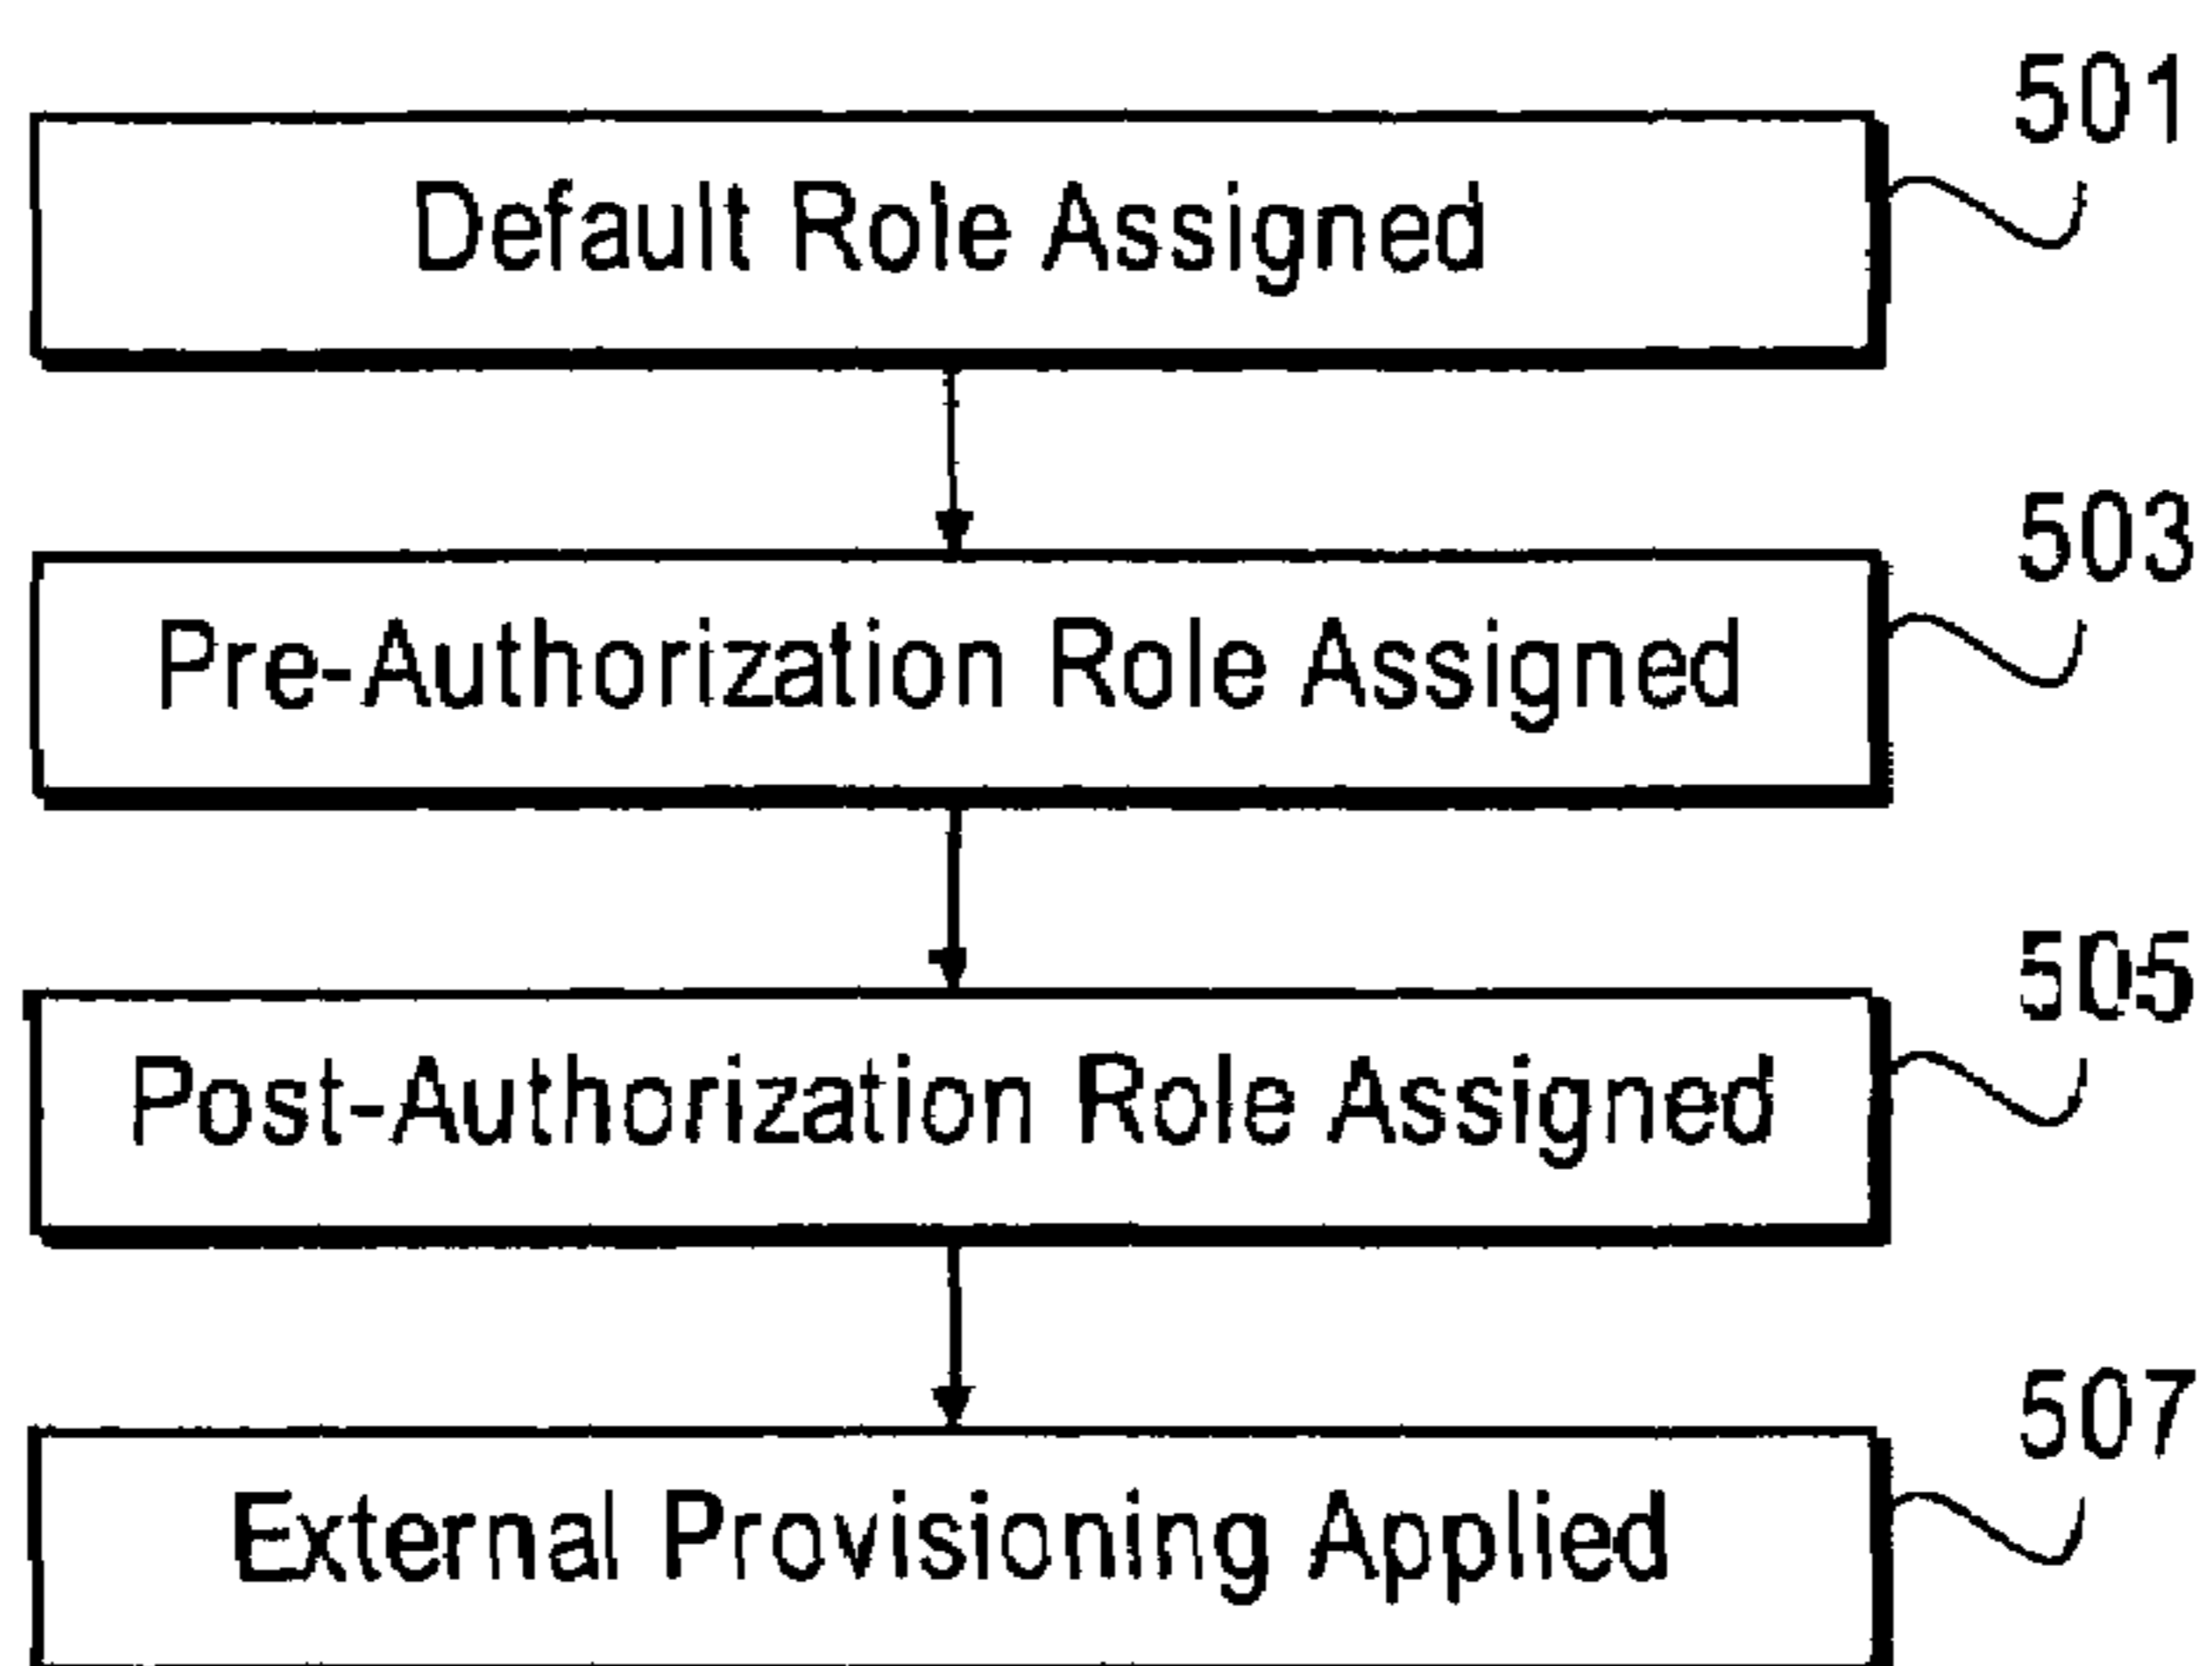 501
Default Role Assigned
503
Pre-Authorization Role Assigned
505
Post-Authorization Role Assigned
507
External Provisioning Applied